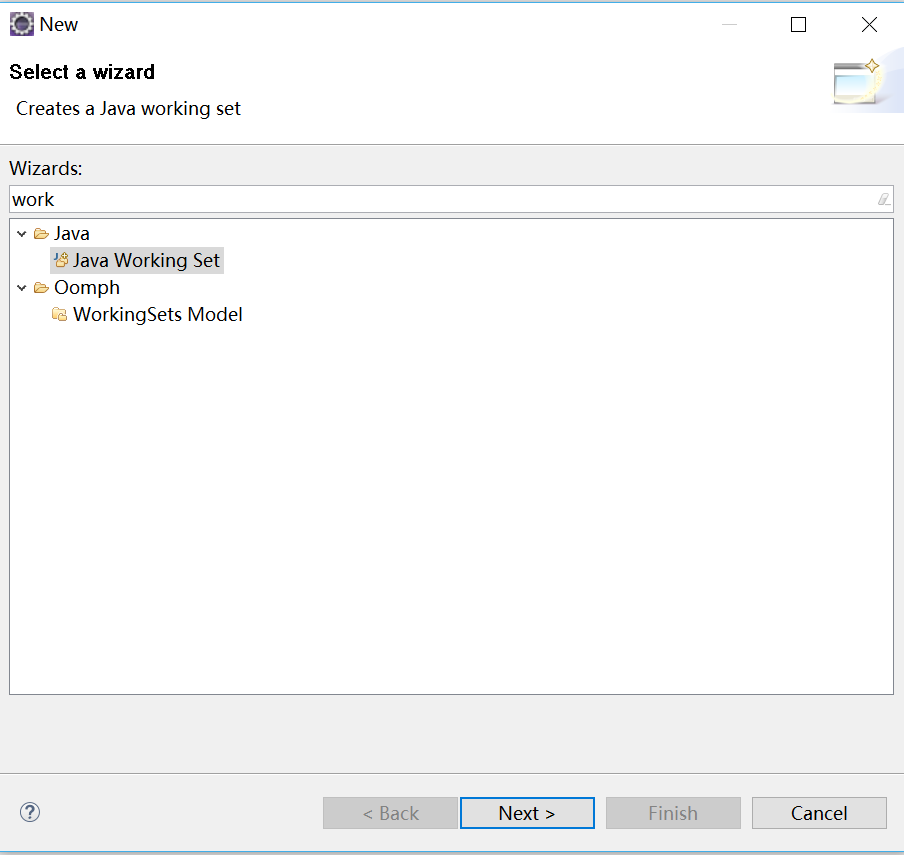 New
Select a wizard
Creates a Java working set
Wizards:
work
Java
Java Working Set
Oomph
WorkingSets Model
< Back Next > Finish Cancel